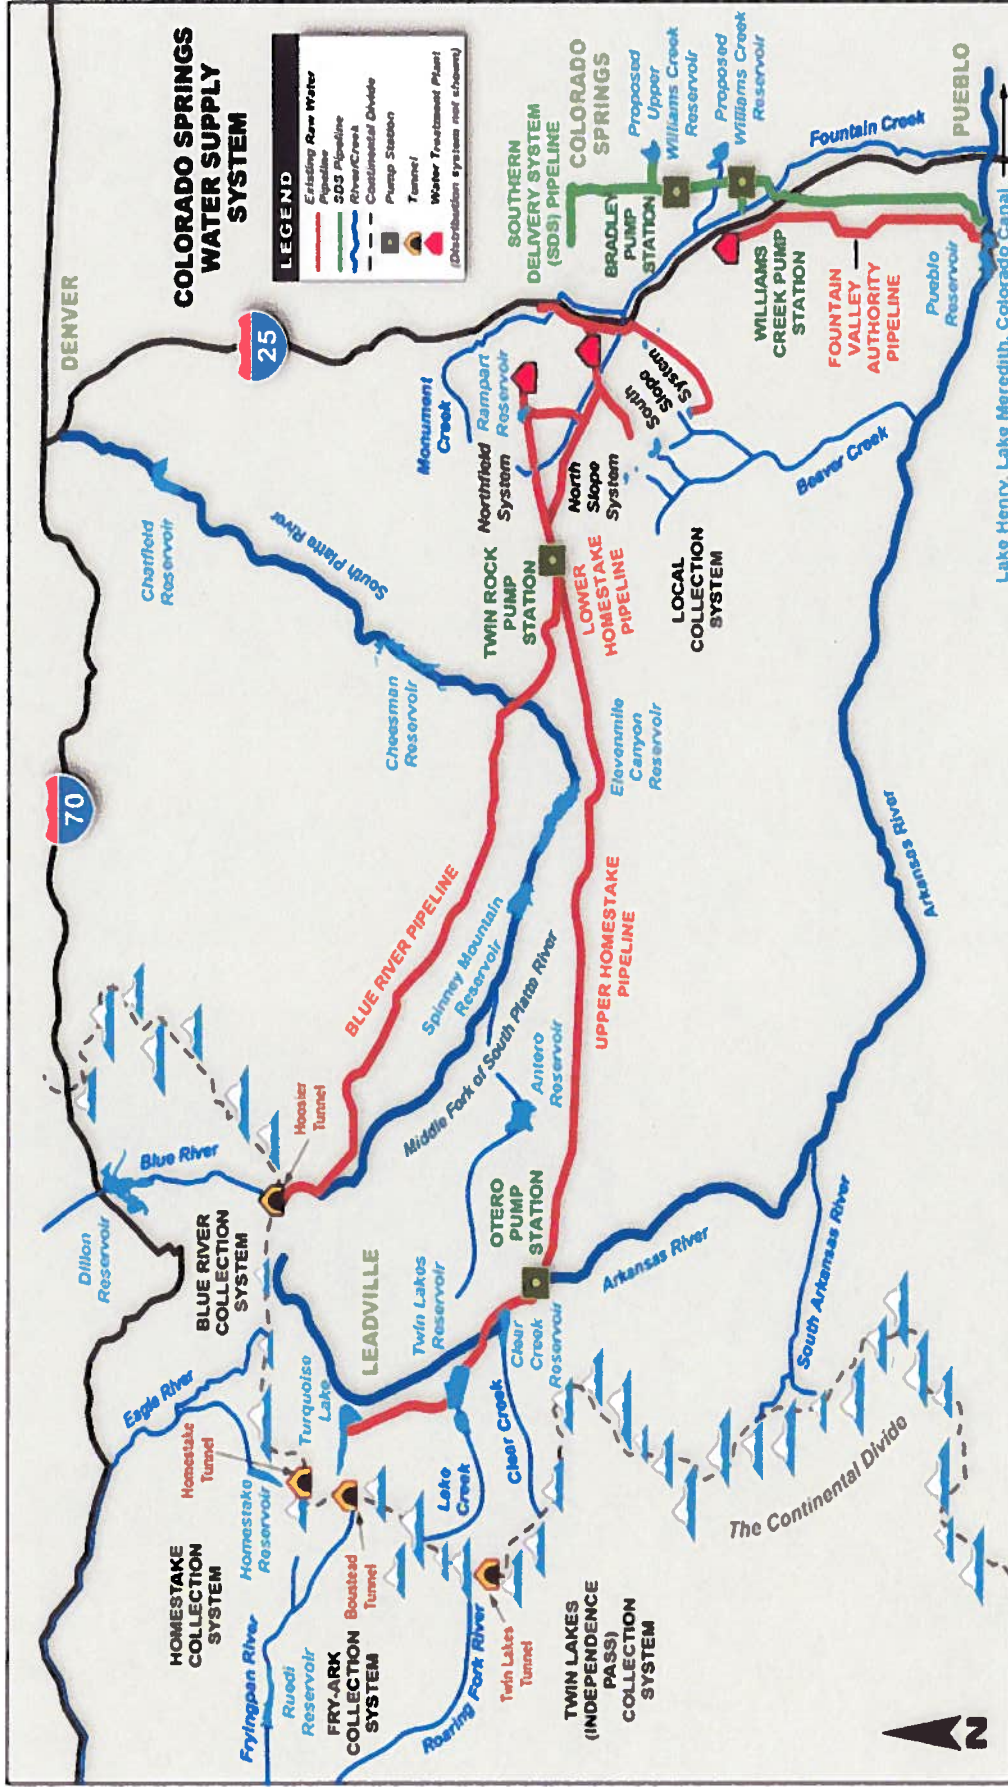 COLORADO SPRINGS
WATER SUPPLY
SYSTEM
LEGEND
Existing Raw Water
Pipeline
SDS Pipeline
River/Creek
Continental Divide
Pump Station
Tunnel
Water Treatment Plant
(Distribution system not shown)
DENVER
25
70
Chatfield
Reservoir
South Platte River
Cheesman
Reservoir
Monument
Creek
Rampart
Reservoir
Northfield
System
North
Slope
System
South
Slope
System
TWIN ROCK
PUMP
STATION
LOWER
HOMESTAKE
PIPELINE
LOCAL
COLLECTION
SYSTEM
SOUTHERN
DELIVERY SYSTEM
(SDS) PIPELINE
COLORADO
SPRINGS
Proposed
Upper
Williams Creek
Reservoir
Proposed
Williams Creek
Reservoir
BRADLEY
PUMP
STATION
WILLIAMS
CREEK PUMP
STATION
FOUNTAIN
VALLEY
AUTHORITY
PIPELINE
Fountain Creek
PUEBLO
Pueblo
Reservoir
Lake Henry, Lake Meredith, Colorado Canal
Beaver Creek
Arkansas River
Elevenmile
Canyon
Reservoir
UPPER HOMESTAKE
PIPELINE
BLUE RIVER PIPELINE
Spinney Mountain
Reservoir
Middle Fork of South Platte River
Antero
Reservoir
Hoosier
Tunnel
Blue River
Dillon
Reservoir
BLUE RIVER
COLLECTION
SYSTEM
LEADVILLE
Twin Lakes
Reservoir
OTERO
PUMP
STATION
Arkansas River
Clear
Creek
Reservoir
South Arkansas River
Eagle River
Homestake
Tunnel
Turquoise
Lake
Homestake
Reservoir
HOMESTAKE
COLLECTION
SYSTEM
Boustead
Tunnel
Lake
Creek
Clear Creek
The Continental Divide
Fryingpan River
Ruedi
Reservoir
FRY-ARK
COLLECTION
SYSTEM
Roaring Fork River
Twin Lakes
Tunnel
TWIN LAKES
(INDEPENDENCE
PASS)
COLLECTION
SYSTEM
N